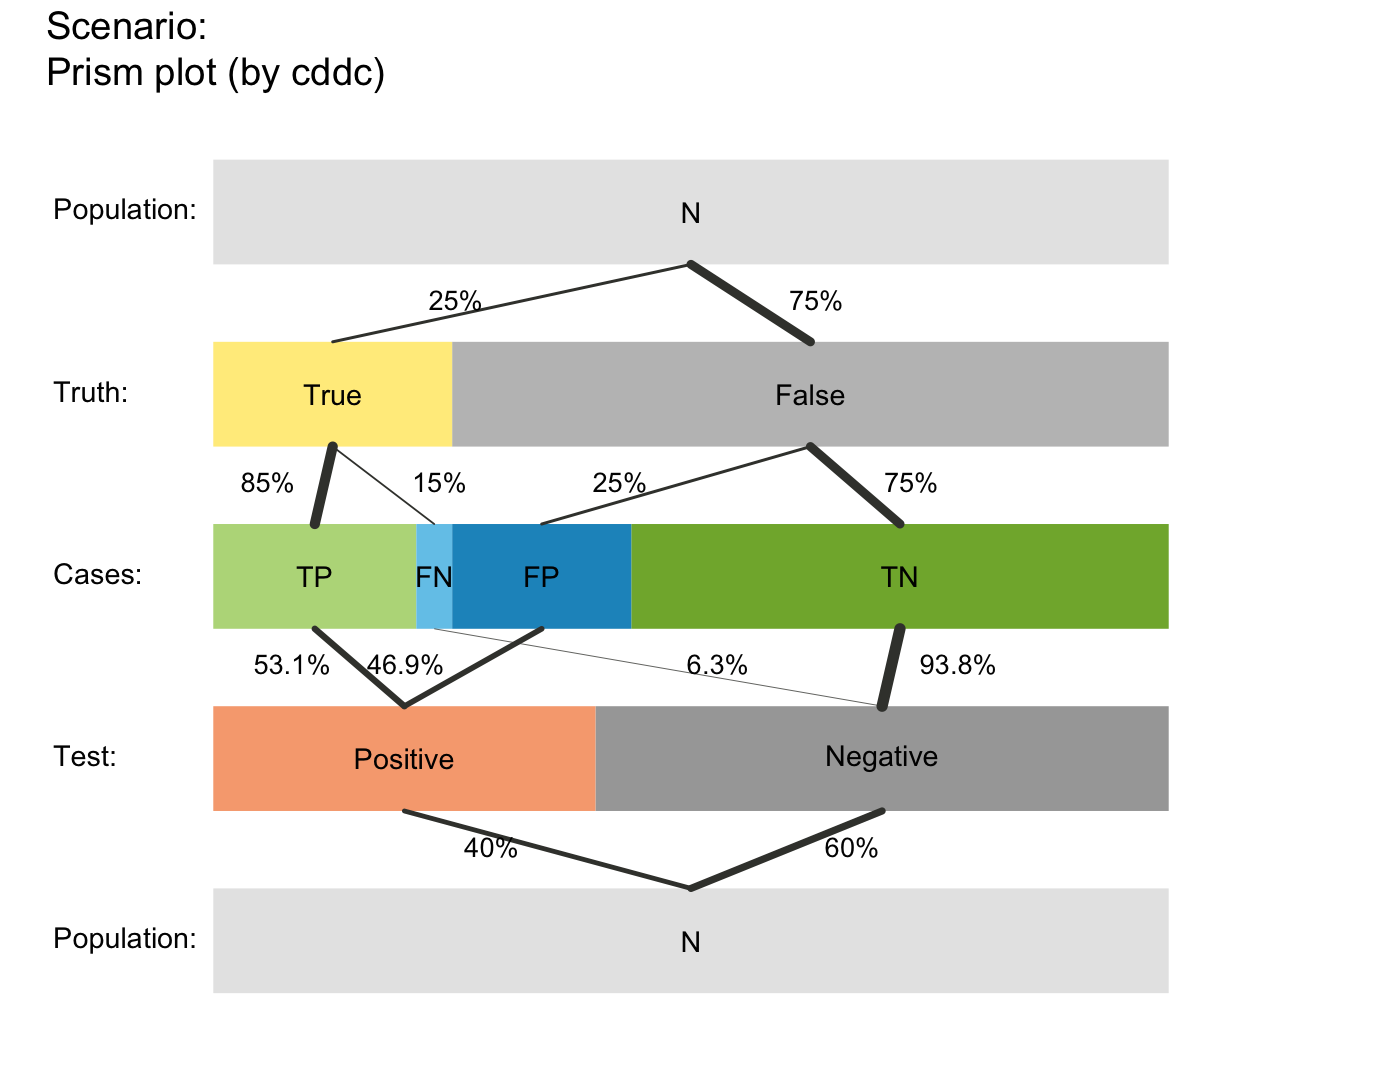 Scenario:
Prism plot (by cddc)
Population:
N
25%
75%
Truth:
True
False
85%
15%
25%
75%
Cases:
TP
FN
FP
TN
53.1%
46.9%
6.3%
93.8%
Test:
Positive
Negative
40%
60%
Population:
N